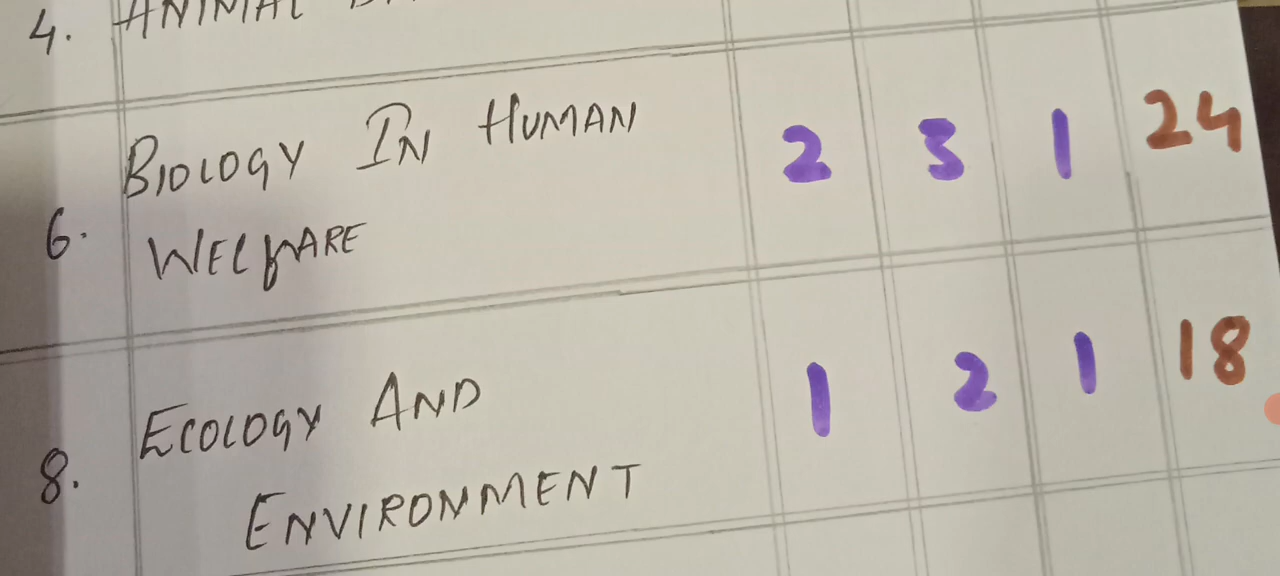 4. ANIMAL
6. BIOLOGY IN HUMAN WELFARE 2 3 1 24
8. ECOLOGY AND ENVIRONMENT 1 2 1 18